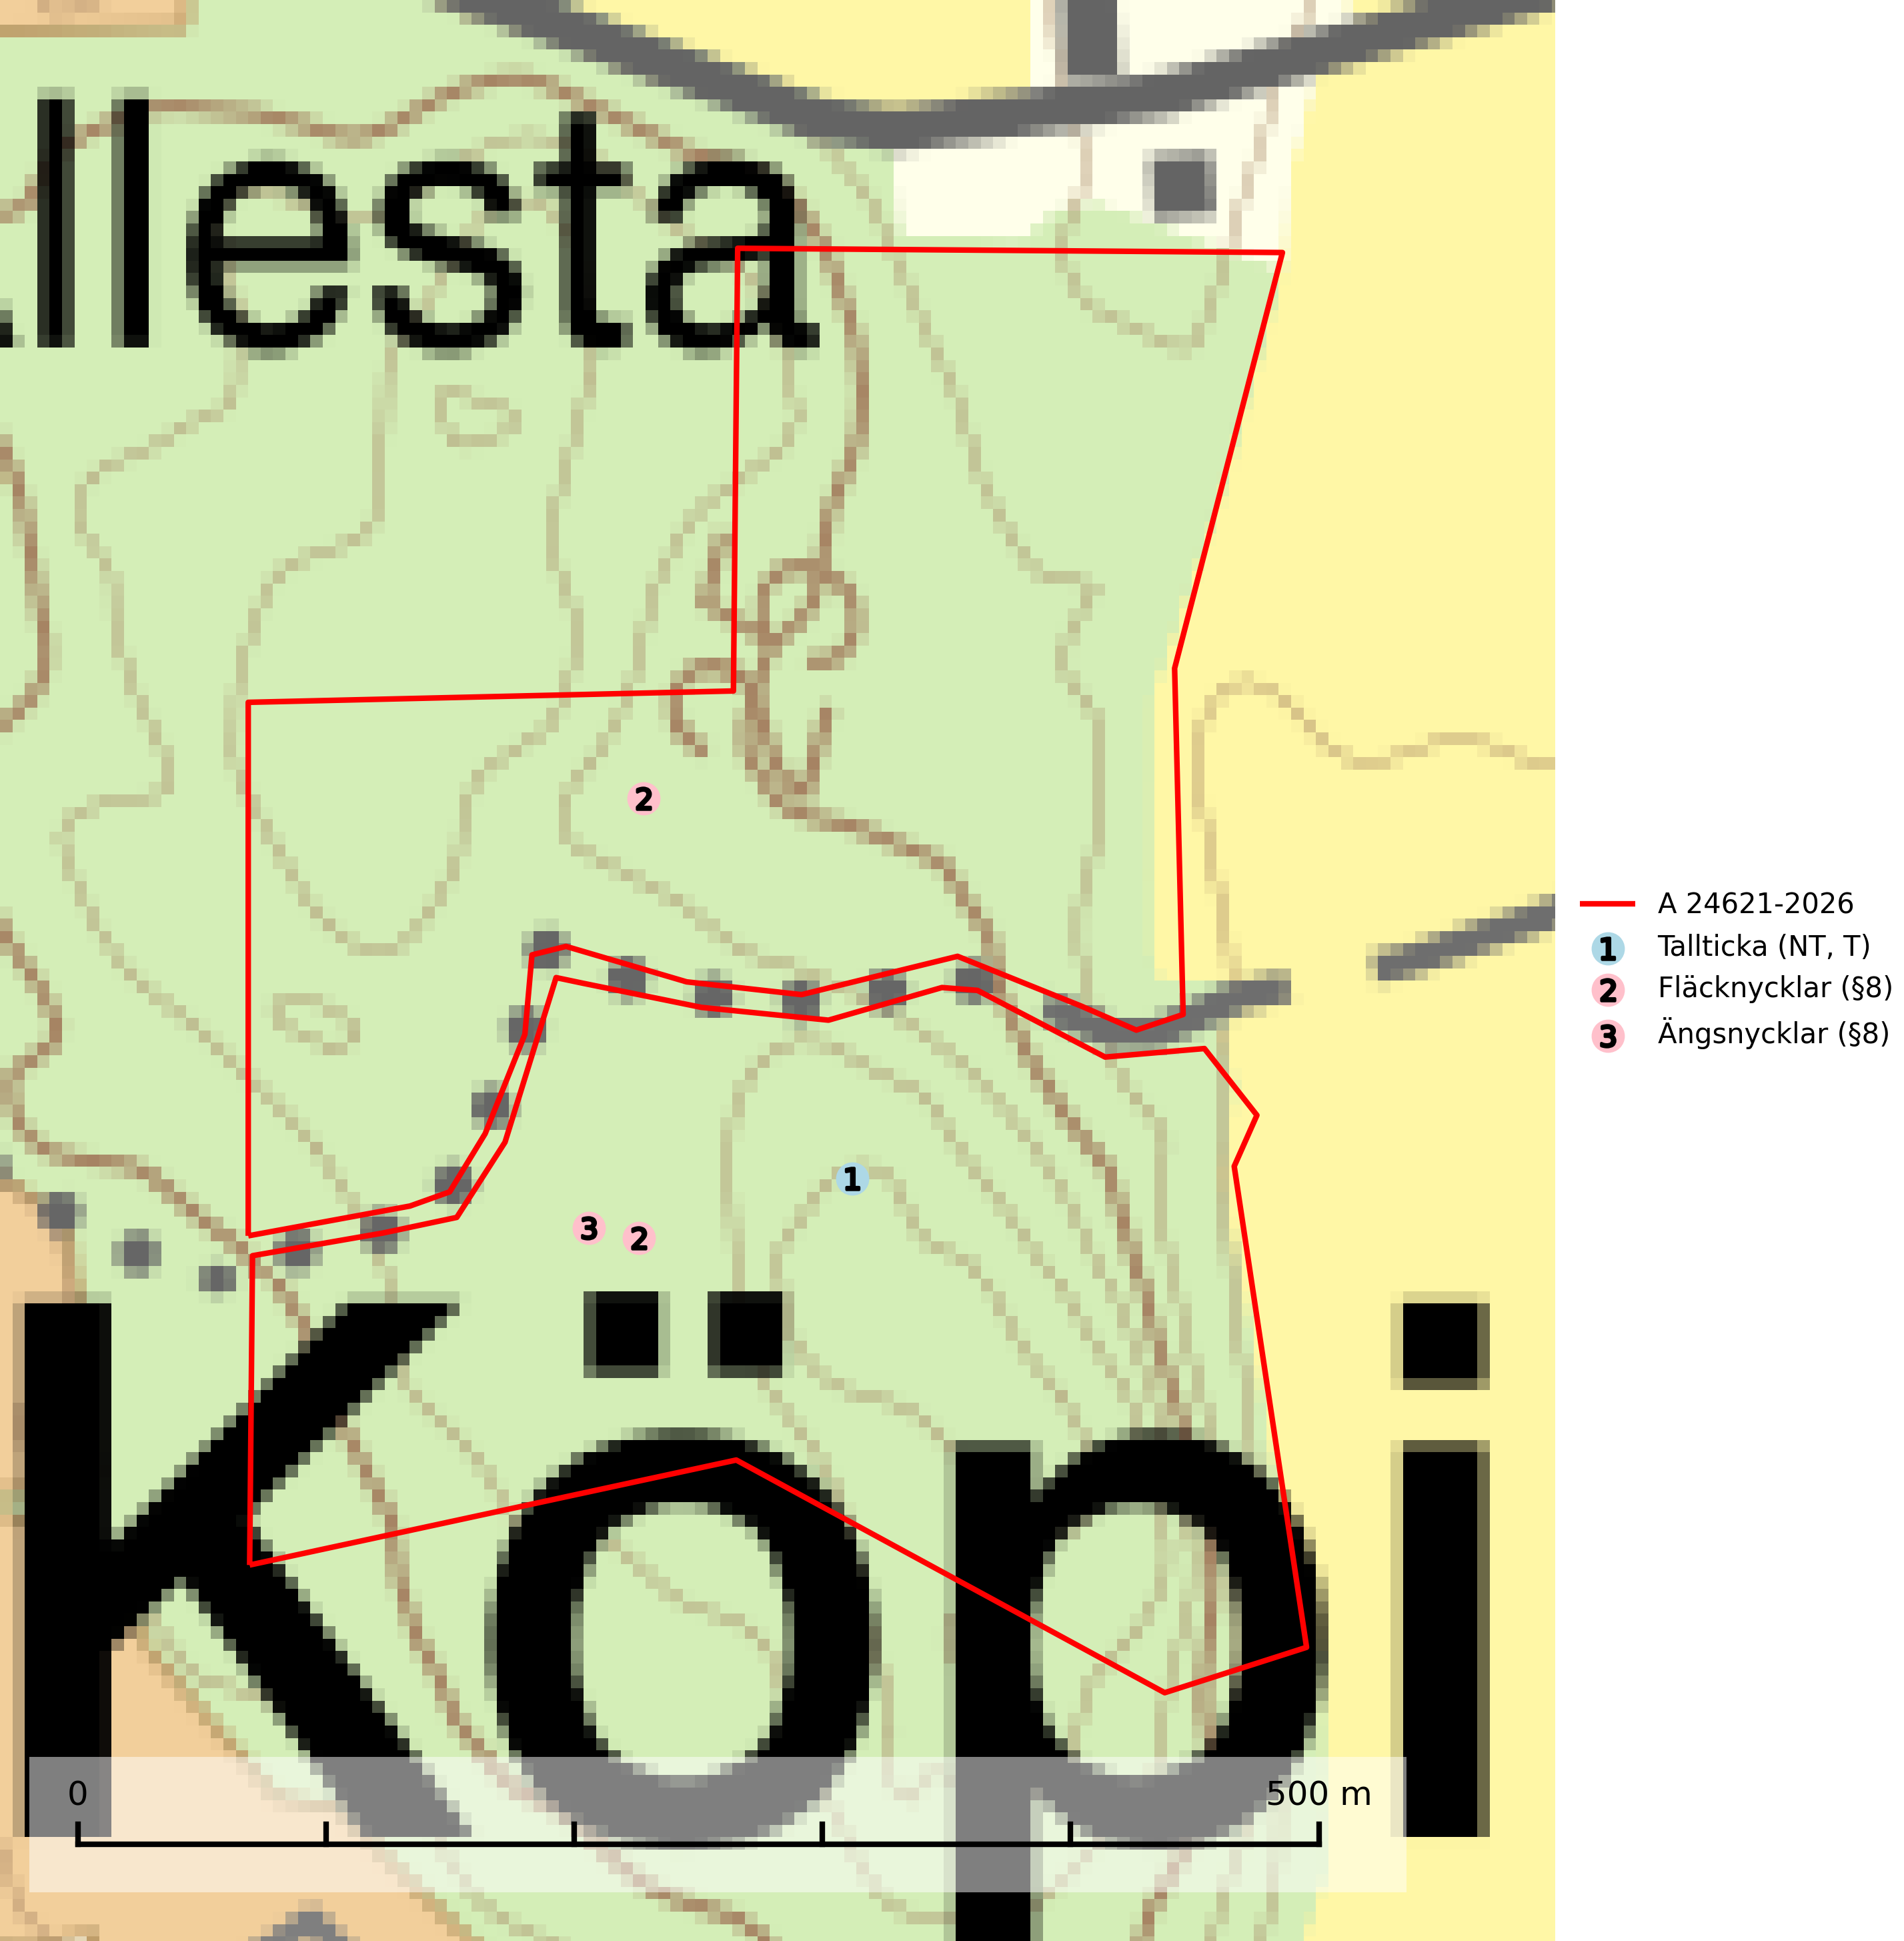 llesta
2
1
3
2
Köpi
0
500 m
A 24621-2026
1 Tallticka (NT, T)
2 Fläcknycklar (§8)
3 Ängsnycklar (§8)